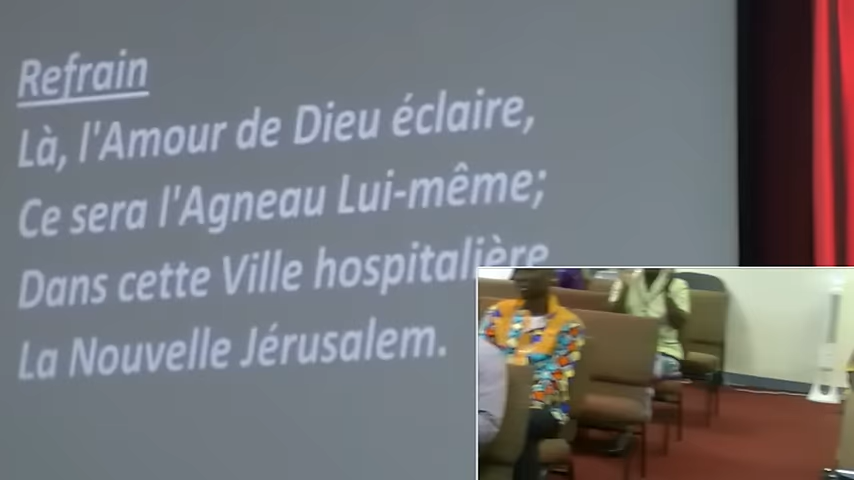 Refrain
Là, l'Amour de Dieu éclaire,
Ce sera l'Agneau Lui-même;
Dans cette Ville hospitalière
La Nouvelle Jérusalem.